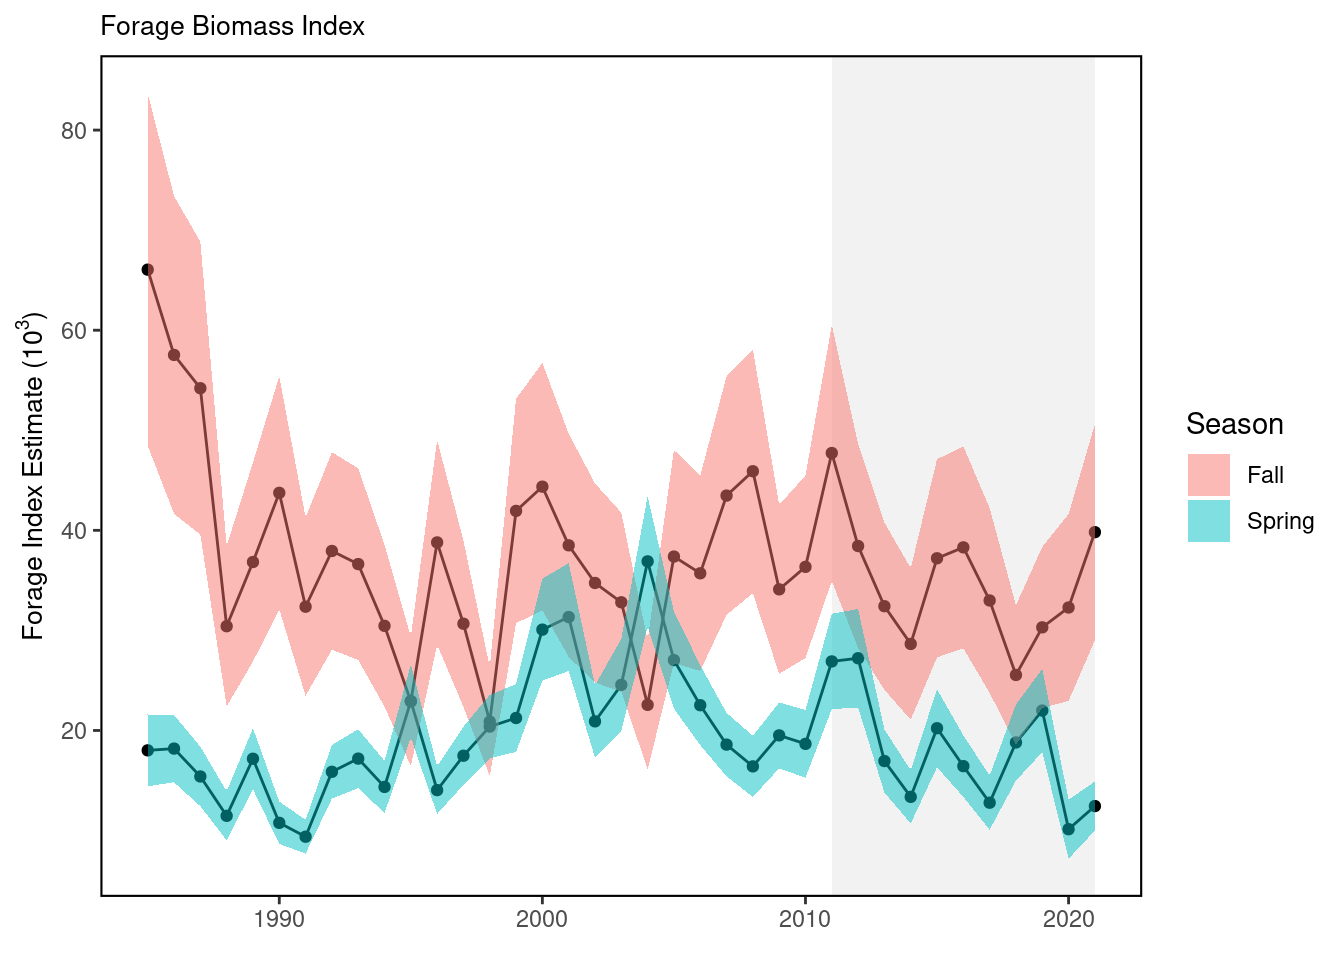 Forage Biomass Index
Forage Index Estimate (10³)
80
60
40
20
1990
2000
2010
2020
Season
Fall
Spring